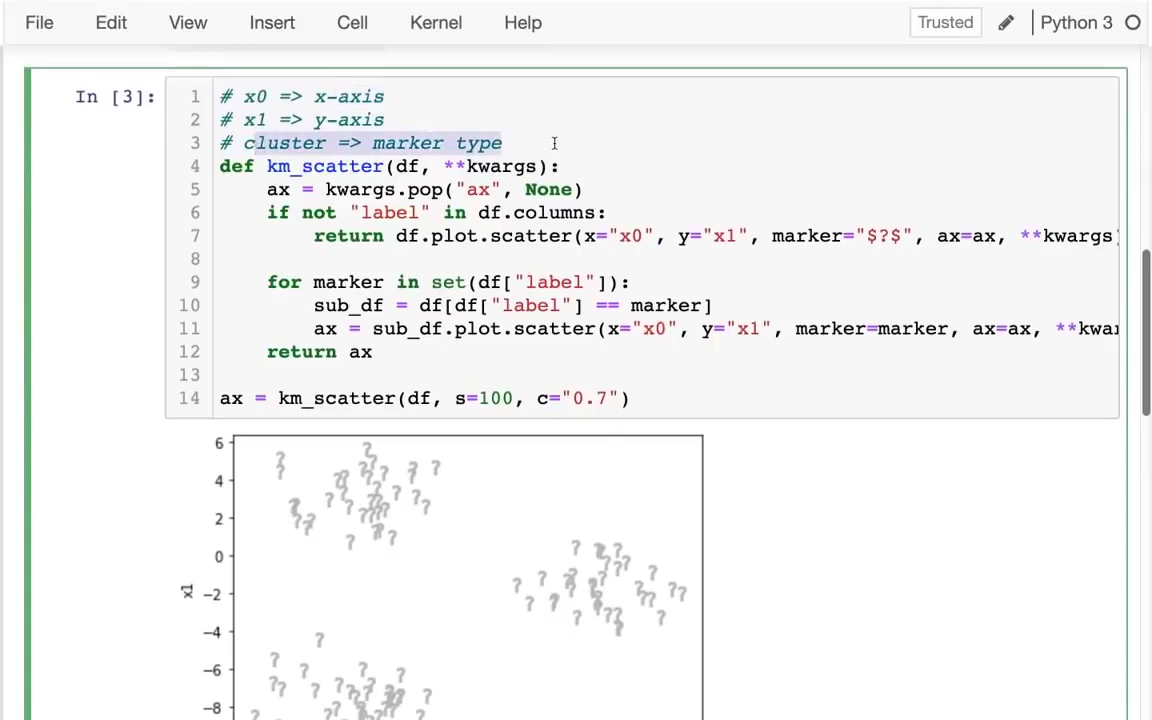 File Edit View Insert Cell Kernel Help Trusted Python 3
In [3]:
1 # x0 => x-axis
2 # x1 => y-axis
3 # cluster => marker type
4 def km_scatter(df, **kwargs):
5 ax = kwargs.pop("ax", None)
6 if not "label" in df.columns:
7 return df.plot.scatter(x="x0", y="x1", marker="$?$", ax=ax, **kwargs
8
9 for marker in set(df["label"]):
10 sub_df = df[df["label"] == marker]
11 ax = sub_df.plot.scatter(x="x0", y="x1", marker=marker, ax=ax, **kwar
12 return ax
13
14 ax = km_scatter(df, s=100, c="0.7")
6
4
2
0
x1
−2
−4
−6
−8